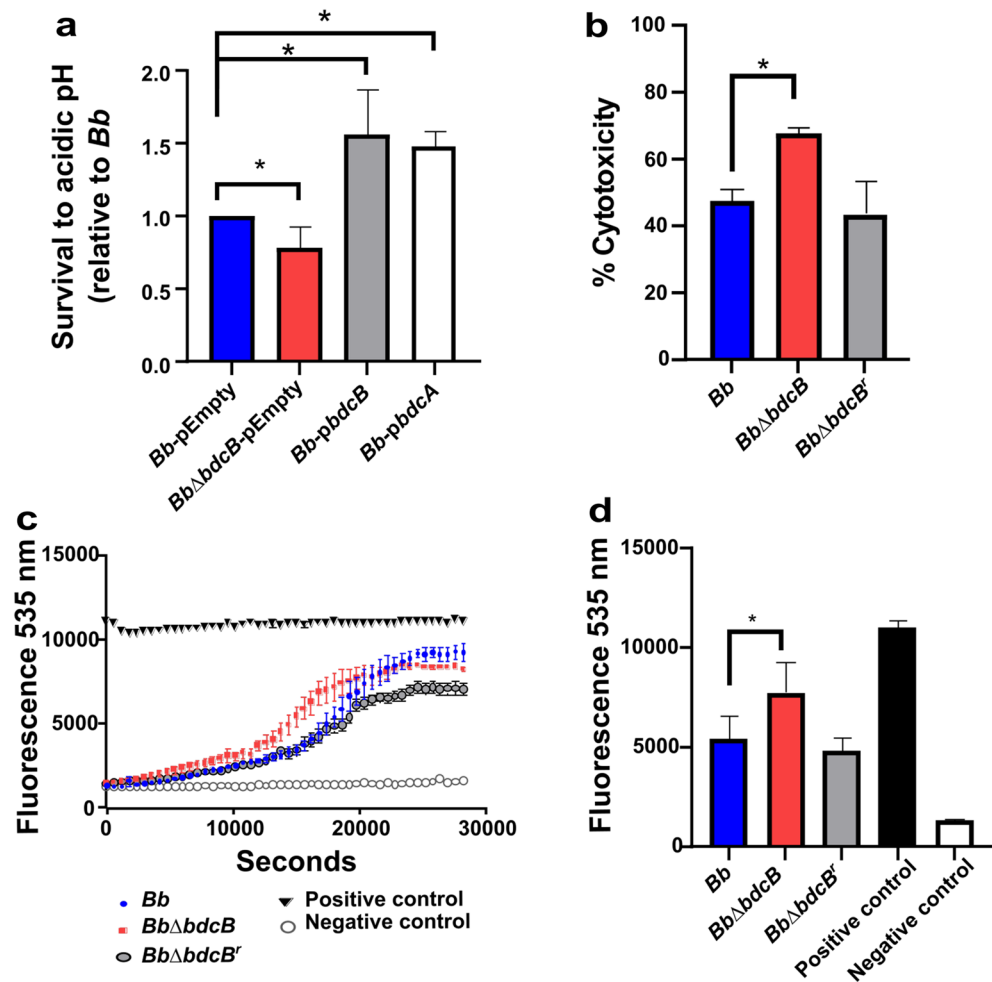 a
Survival to acidic pH
(relative to Bb)
2.0
1.5
1.0
0.5
0.0
*
*
*
Bb-pEmpty
BbΔbdcB-pEmpty
Bb-pbdcB
Bb-pbdcA
b
% Cytotoxicity
100
80
60
40
20
0
*
Bb
BbΔbdcB
BbΔbdcBr
c
Fluorescence 535 nm
15000
10000
5000
0
0 10000 20000 30000
Seconds
Bb
BbΔbdcB
BbΔbdcBr
Positive control
Negative control
d
Fluorescence 535 nm
15000
10000
5000
0
*
Bb
BbΔbdcB
BbΔbdcBr
Positive control
Negative control